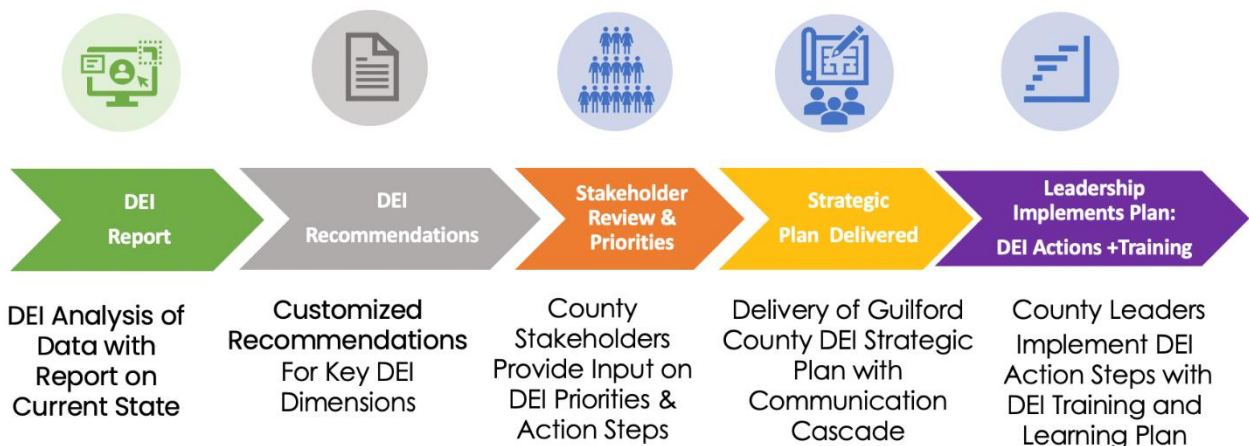 DEI
Report
DEI
Recommendations
Stakeholder
Review &
Priorities
Strategic
Plan Delivered
Leadership
Implements Plan:
DEI Actions +Training
DEI Analysis of
Data with
Report on
Current State
Customized
Recommendations
For Key DEI
Dimensions
County
Stakeholders
Provide Input on
DEI Priorities &
Action Steps
Delivery of Guilford
County DEI Strategic
Plan with
Communication
Cascade
County Leaders
Implement DEI
Action Steps with
DEI Training and
Learning Plan